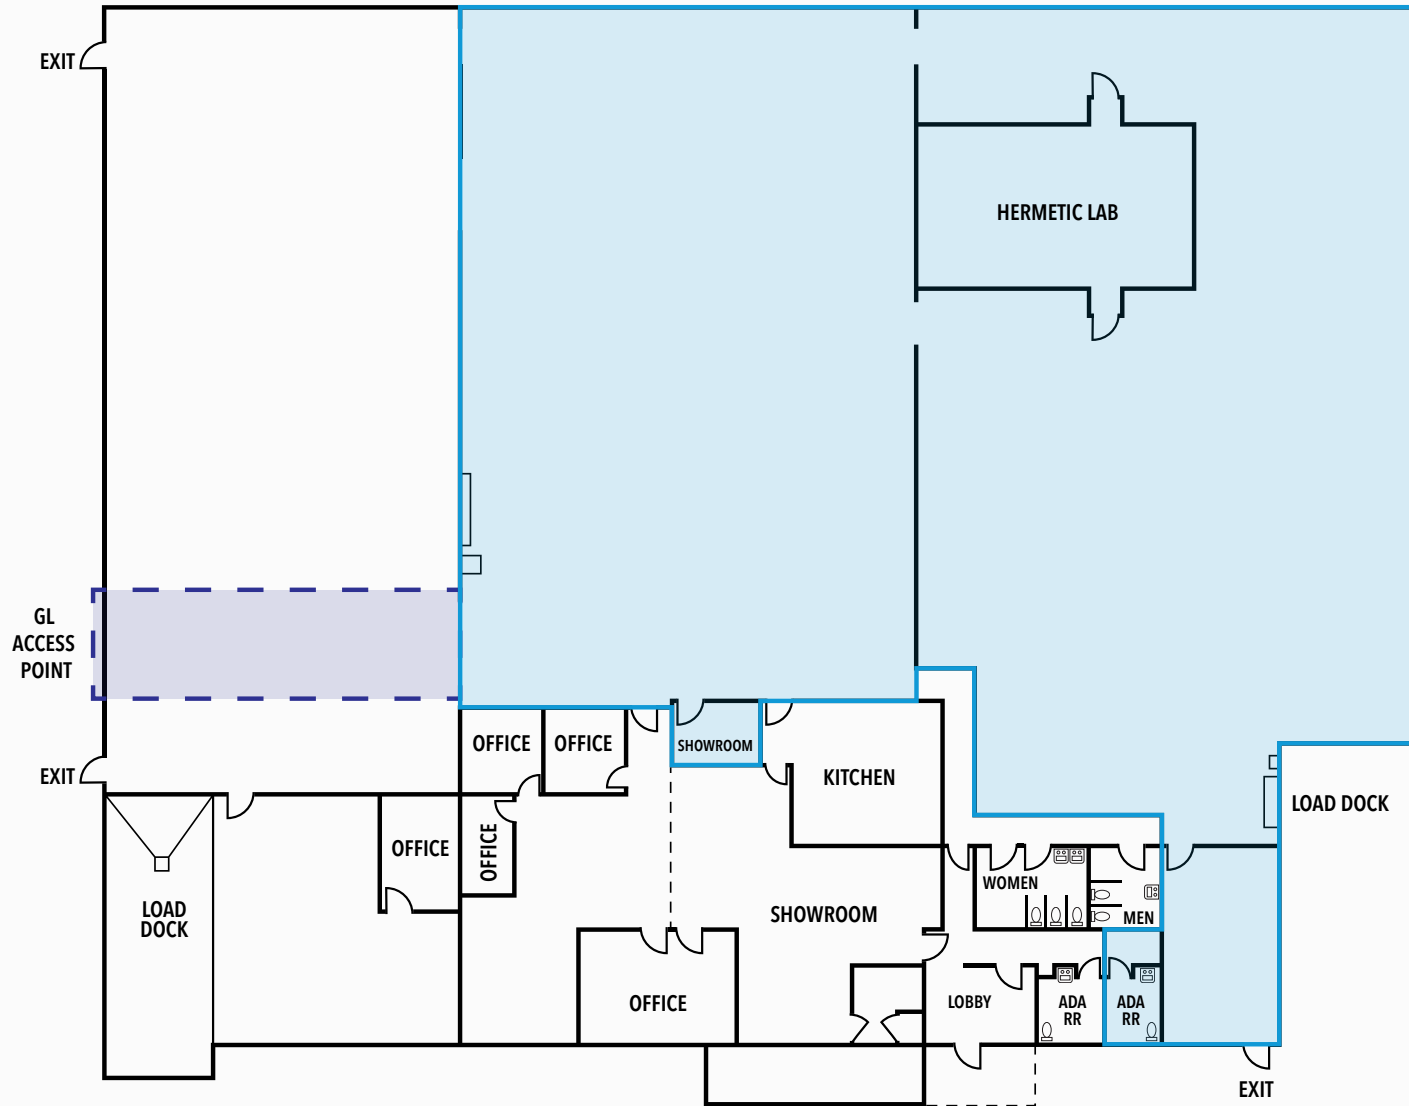 EXIT
HERMETIC LAB
GL
ACCESS
POINT
OFFICE
OFFICE
SHOWROOM
EXIT
KITCHEN
LOAD DOCK
OFFICE
OFFICE
WOMEN
LOAD
DOCK
SHOWROOM
MEN
OFFICE
LOBBY
ADA
RR
ADA
RR
EXIT